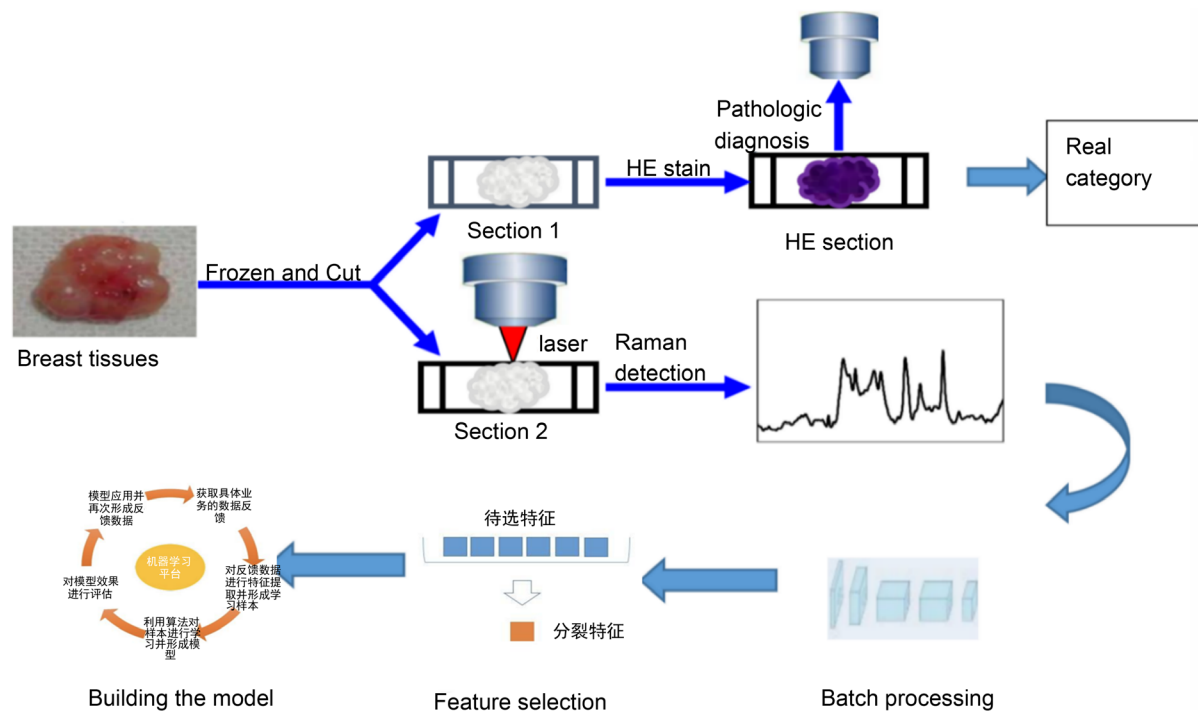 Pathologic
diagnosis
HE stain
Real
category
Section 1
HE section
Frozen and Cut
Breast tissues
laser
Raman
detection
Section 2
模型应用并
再次形成反
馈数据
获取具体业
务的数据反
馈
机器学习
平台
对模型效果
进行评估
对反馈数据
进行特征提
取并形成学
习样本
利用算法对
样本进行学
习并形成模
型
待选特征
分裂特征
Building the model
Feature selection
Batch processing